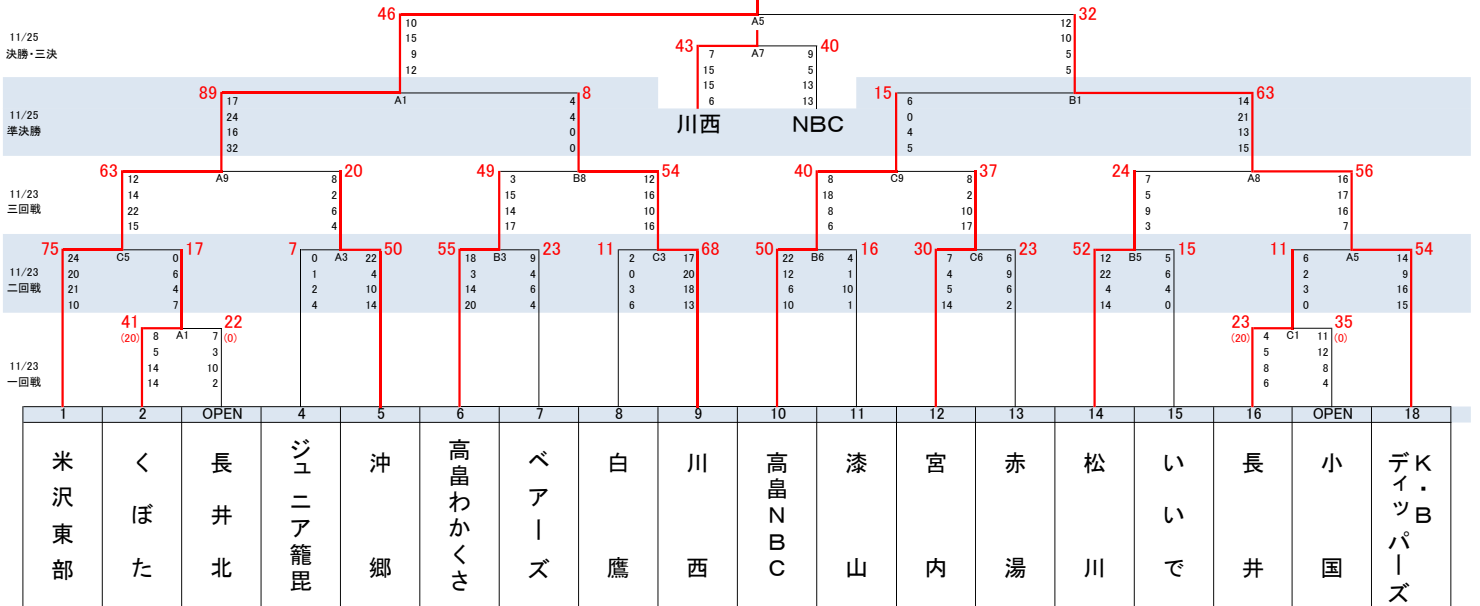 46 32
10 A5 12
15 10
9 5
12 5
11/25
決勝・三決
43 40
7 A7 9
15 5
15 13
6 13
川西 NBC
89 8
17 A1 4
24 4
16 0
32 0
15 63
6 B1 14
0 21
4 13
5 15
11/25
準決勝
63 20
12 A9 8
14 2
22 6
15 4
49 54
3 B8 12
15 16
14 10
17 16
40 37
8 C9 8
18 2
8 10
6 17
24 56
7 A8 16
5 17
9 16
3 7
11/23
三回戦
75 17
24 C5 0
20 6
21 4
10 7
7 50
0 A3 22
1 4
2 10
4 14
55 23
18 B3 9
3 4
14 6
20 4
11 68
2 C3 17
0 20
3 18
6 13
50 16
22 B6 4
12 1
6 10
10 1
30 23
7 C6 6
4 9
5 6
14 2
52 15
12 B5 5
22 6
4 4
14 0
11 54
6 A5 14
2 9
3 16
0 15
11/23
二回戦
41 22
(20) 8 A1 7 (0)
5 3
14 10
14 2
23 35
(20) 4 C1 11 (0)
5 12
8 8
6 4
11/23
一回戦
1 2 OPEN 4 5 6 7 8 9 10 11 12 13 14 15 16 OPEN 18
米沢東部
くぼた
長井北
ジュニア籠毘
沖郷
高畠わかくさ
ベアーズ
白鷹
川西
高畠NBC
漆山
宮内
赤湯
松川
いいで
長井
小国
K・B
ディッパーズ